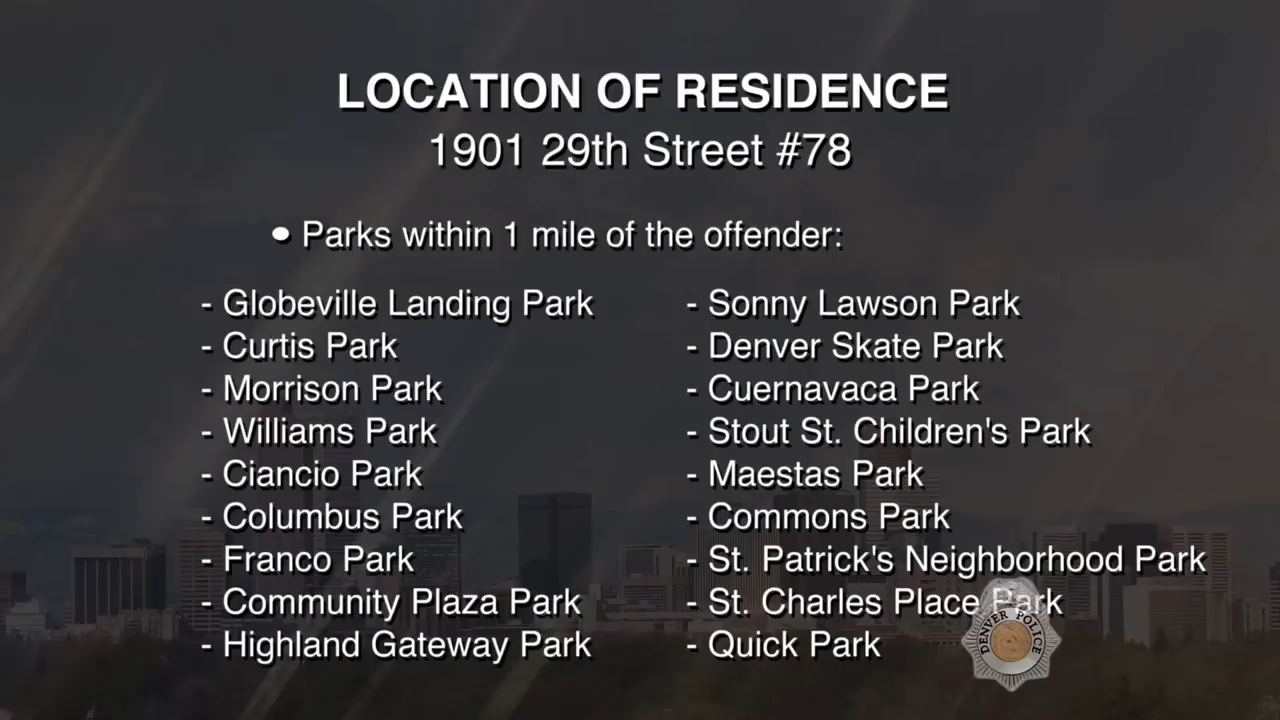 LOCATION OF RESIDENCE
1901 29th Street #78
• Parks within 1 mile of the offender:
- Globeville Landing Park
- Curtis Park
- Morrison Park
- Williams Park
- Ciancio Park
- Columbus Park
- Franco Park
- Community Plaza Park
- Highland Gateway Park
- Sonny Lawson Park
- Denver Skate Park
- Cuernavaca Park
- Stout St. Children's Park
- Maestas Park
- Commons Park
- St. Patrick's Neighborhood Park
- St. Charles Place Park
- Quick Park
DENVER POLICE